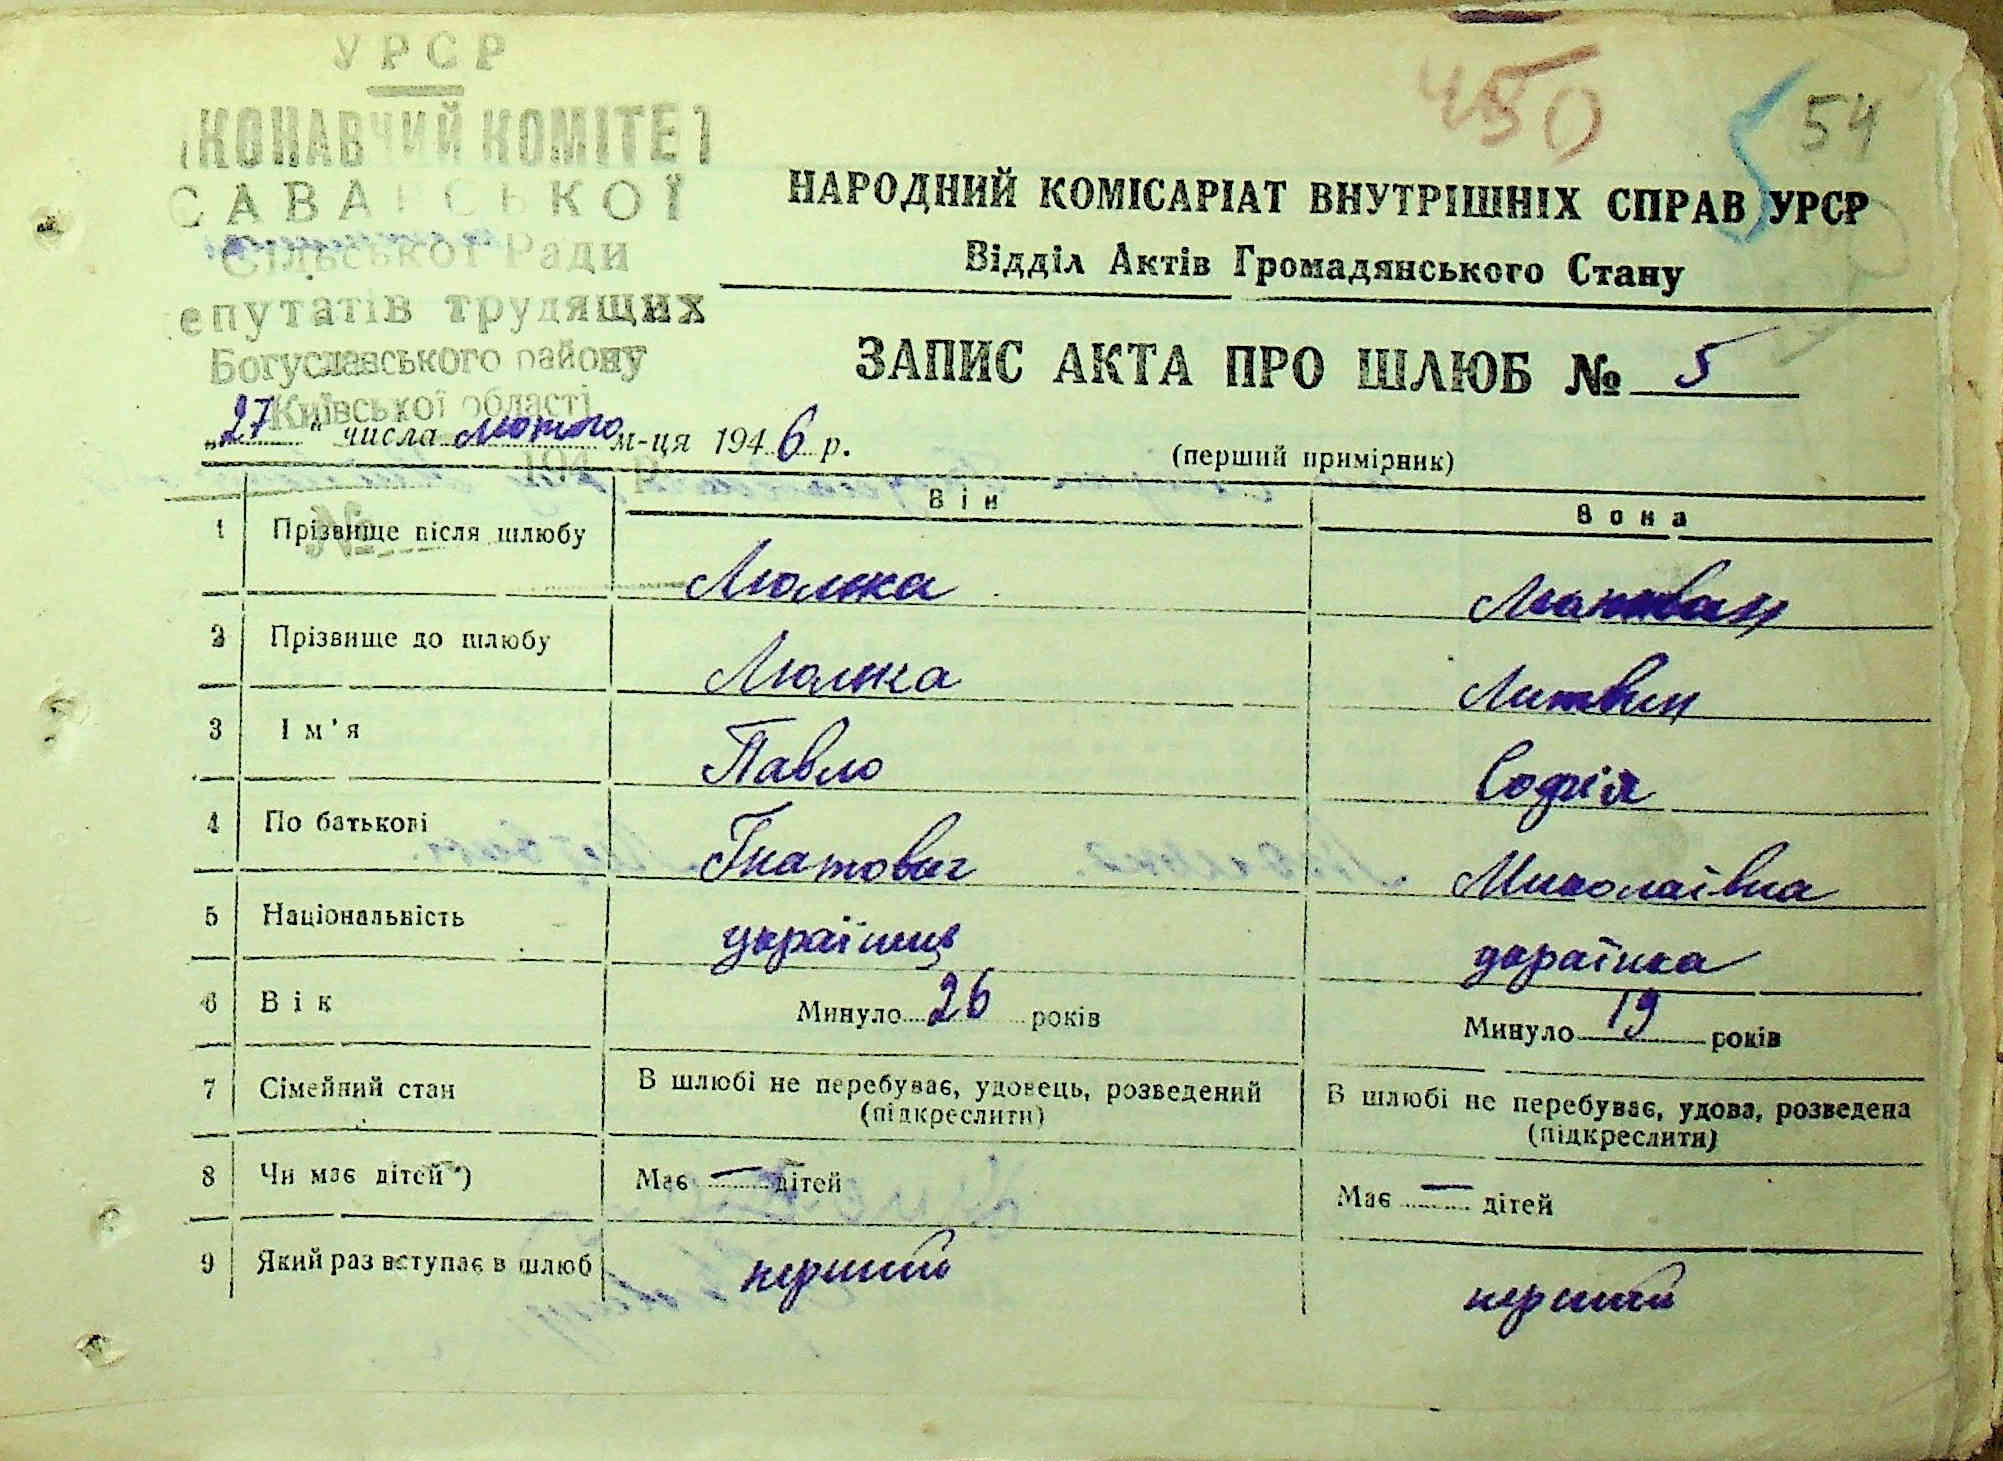 УРСР
КОНАВЧИЙ КОМІТЕТ
САВАРСЬКОЇ
Сільської Ради
епутатів трудящих
Богуславського району
Київської області
450
54
НАРОДНИЙ КОМІСАРІАТ ВНУТРІШНІХ СПРАВ УРСР
Відділ Актів Громадянського Стану
ЗАПИС АКТА ПРО ШЛЮБ № 5
„27" числа лютого м-ця 1946 р.
(перший примірник)
194 р.
№
Він
Вона
1 Прізвище після шлюбу Люлька
2 Прізвище до шлюбу Люлька Литвин
3 Ім'я Павло Софія
4 По батькові Гнатович Миколаївна
5 Національність українець українка
6 Вік Минуло 26 років Минуло 19 років
7 Сімейний стан В шлюбі не перебуває, удовець, розведений (підкреслити) В шлюбі не перебуває, удова, розведена (підкреслити)
8 Чи має дітей*) Має — дітей Має — дітей
9 Який раз вступає в шлюб перший перший